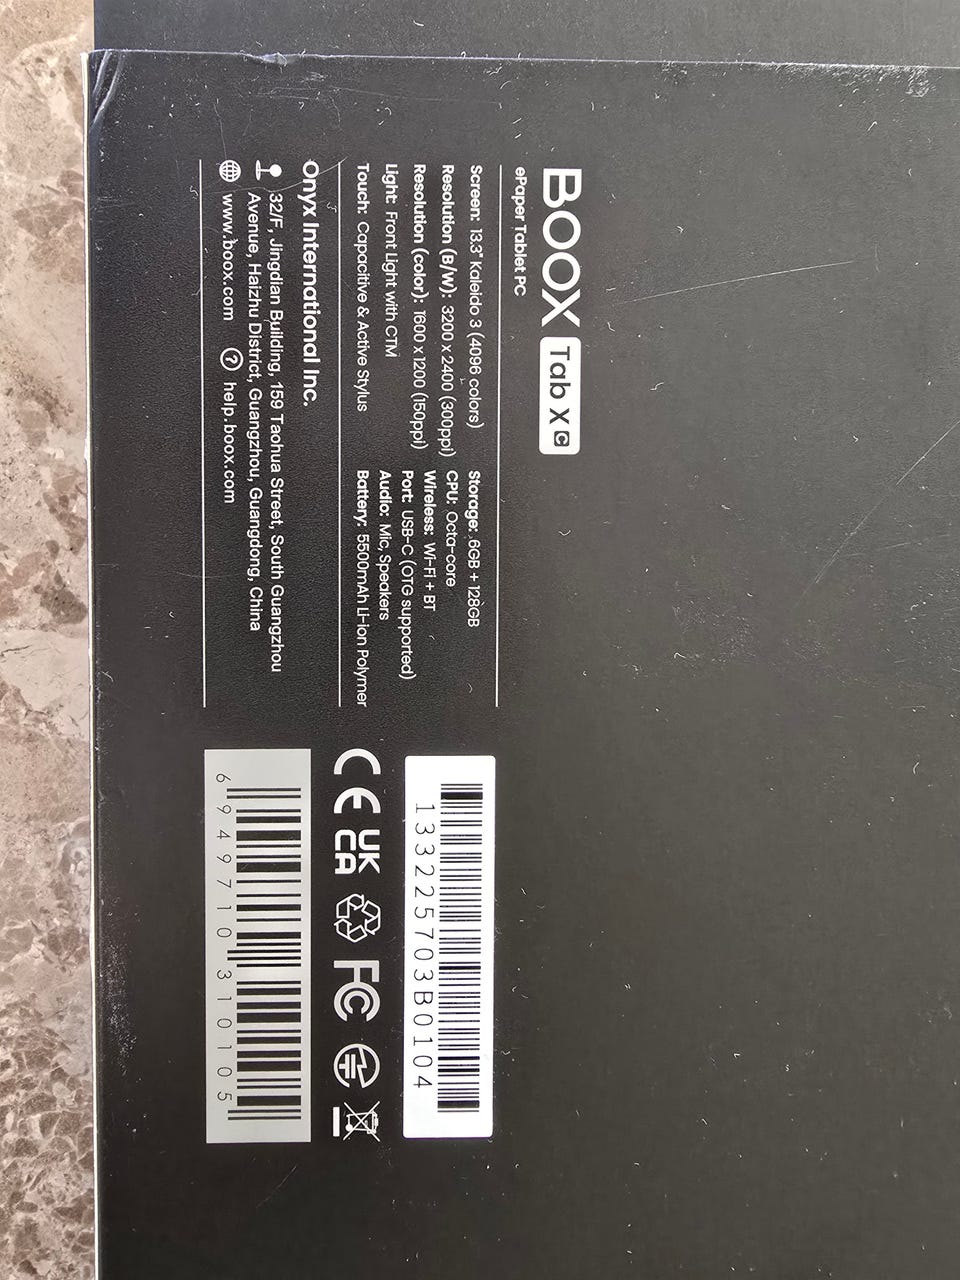 BOOX Tab X C
ePaper Tablet PC
Screen: 13.3" Kaleido 3 (4096 colors)
Resolution (B/W): 3200 x 2400 (300ppi)
Resolution (color): 1600 x 1200 (150ppi)
Light: Front Light with CTM
Touch: Capacitive & Active Stylus
Storage: 6GB + 128GB
CPU: Octa-core
Wireless: Wi-Fi + BT
Port: USB-C (OTG supported)
Audio: Mic, Speakers
Battery: 5500mAh Li-ion Polymer
Onyx International Inc.
32/F, Jingdian Building, 159 Taohua Street, South Guangzhou
Avenue, Haizhu District, Guangzhou, Guangdong, China
www.boox.com ? help.boox.com
133225703B0104
CE UK CA FC
6 949710 310105